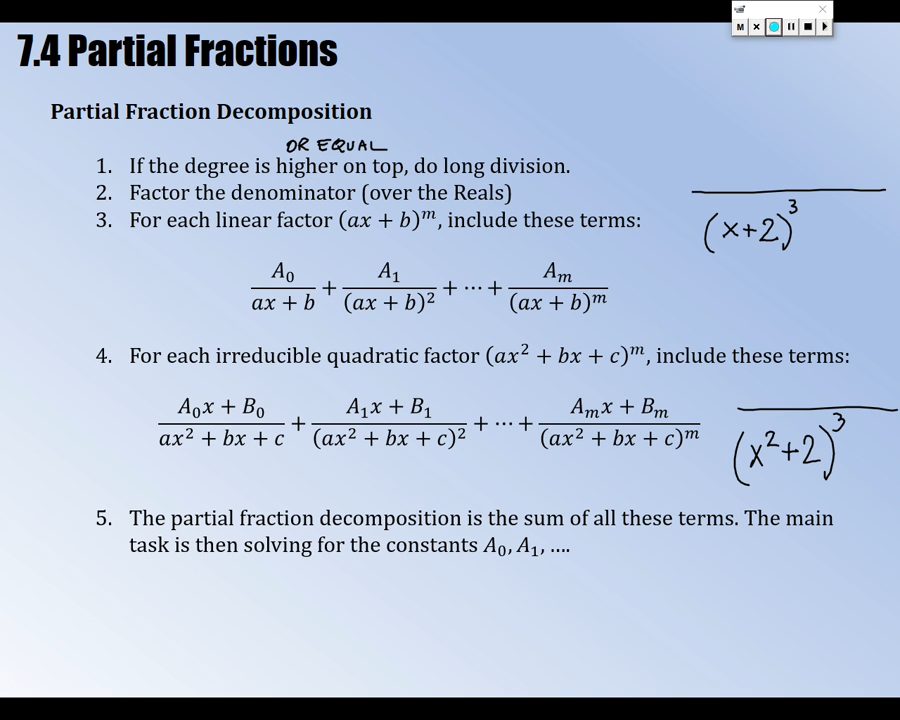 7.4 Partial Fractions
Partial Fraction Decomposition
OR EQUAL
1. If the degree is higher on top, do long division.
2. Factor the denominator (over the Reals)
3. For each linear factor (ax + b)^m, include these terms:
(x+2)^3
A_0/(ax + b) + A_1/(ax + b)^2 + ⋯ + A_m/(ax + b)^m
4. For each irreducible quadratic factor (ax^2 + bx + c)^m, include these terms:
(A_0x + B_0)/(ax^2 + bx + c) + (A_1x + B_1)/(ax^2 + bx + c)^2 + ⋯ + (A_mx + B_m)/(ax^2 + bx + c)^m
(x^2+2)^3
5. The partial fraction decomposition is the sum of all these terms. The main
task is then solving for the constants A_0, A_1, ....
M